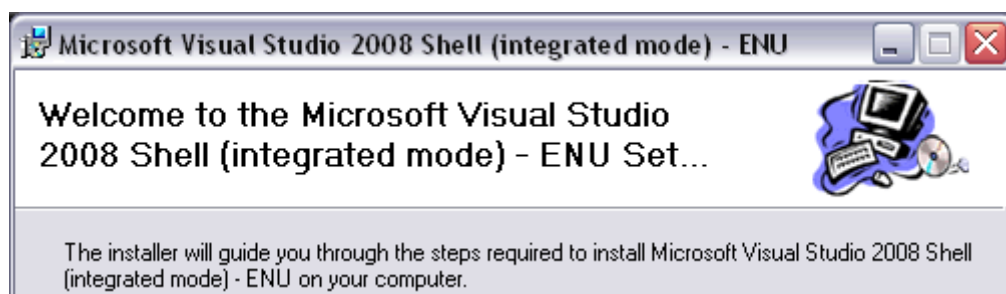 Microsoft Visual Studio 2008 Shell (integrated mode) - ENU
Welcome to the Microsoft Visual Studio
2008 Shell (integrated mode) - ENU Set...
The installer will guide you through the steps required to install Microsoft Visual Studio 2008 Shell
(integrated mode) - ENU on your computer.